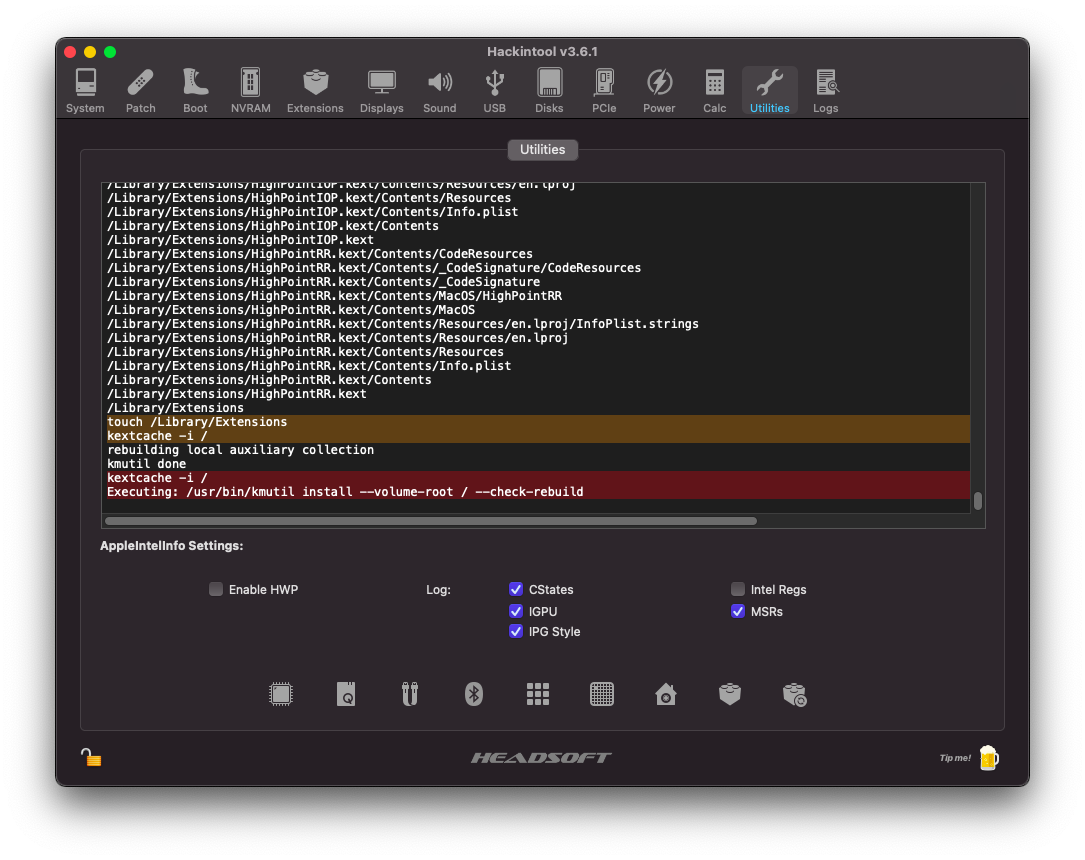 Hackintool v3.6.1
System Patch Boot NVRAM Extensions Displays Sound USB Disks PCIe Power Calc Utilities Logs
Utilities
/Library/Extensions/HighPointIOP.kext/Contents/Resources/en.lproj
/Library/Extensions/HighPointIOP.kext/Contents/Resources
/Library/Extensions/HighPointIOP.kext/Contents/Info.plist
/Library/Extensions/HighPointIOP.kext/Contents
/Library/Extensions/HighPointIOP.kext
/Library/Extensions/HighPointRR.kext/Contents/CodeResources
/Library/Extensions/HighPointRR.kext/Contents/_CodeSignature/CodeResources
/Library/Extensions/HighPointRR.kext/Contents/_CodeSignature
/Library/Extensions/HighPointRR.kext/Contents/MacOS/HighPointRR
/Library/Extensions/HighPointRR.kext/Contents/MacOS
/Library/Extensions/HighPointRR.kext/Contents/Resources/en.lproj/InfoPlist.strings
/Library/Extensions/HighPointRR.kext/Contents/Resources/en.lproj
/Library/Extensions/HighPointRR.kext/Contents/Resources
/Library/Extensions/HighPointRR.kext/Contents/Info.plist
/Library/Extensions/HighPointRR.kext/Contents
/Library/Extensions/HighPointRR.kext
/Library/Extensions
touch /Library/Extensions
kextcache -i /
rebuilding local auxiliary collection
kmutil done
kextcache -i /
Executing: /usr/bin/kmutil install --volume-root / --check-rebuild
AppleIntelInfo Settings:
Enable HWP Log: CStates Intel Regs
IGPU MSRs
IPG Style
HEADSOFT Tip me!